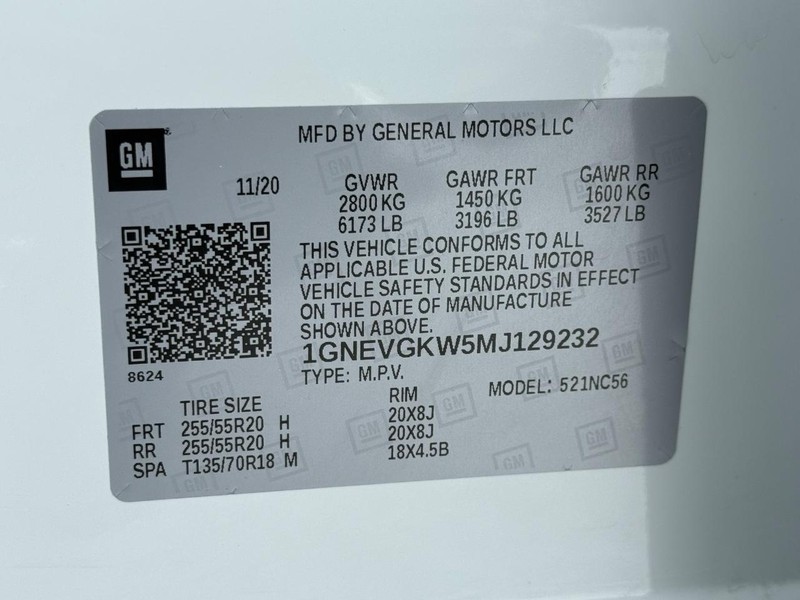 GM
MFD BY GENERAL MOTORS LLC
11/20
GVWR GAWR FRT GAWR RR
2800 KG 1450 KG 1600 KG
6173 LB 3196 LB 3527 LB
THIS VEHICLE CONFORMS TO ALL
APPLICABLE U.S. FEDERAL MOTOR
VEHICLE SAFETY STANDARDS IN EFFECT
ON THE DATE OF MANUFACTURE
SHOWN ABOVE.
1GNEVGKW5MJ129232
8624
TYPE: M.P.V. MODEL: 521NC56
TIRE SIZE RIM
FRT 255/55R20 H 20X8J
RR 255/55R20 H 20X8J
SPA T135/70R18 M 18X4.5B